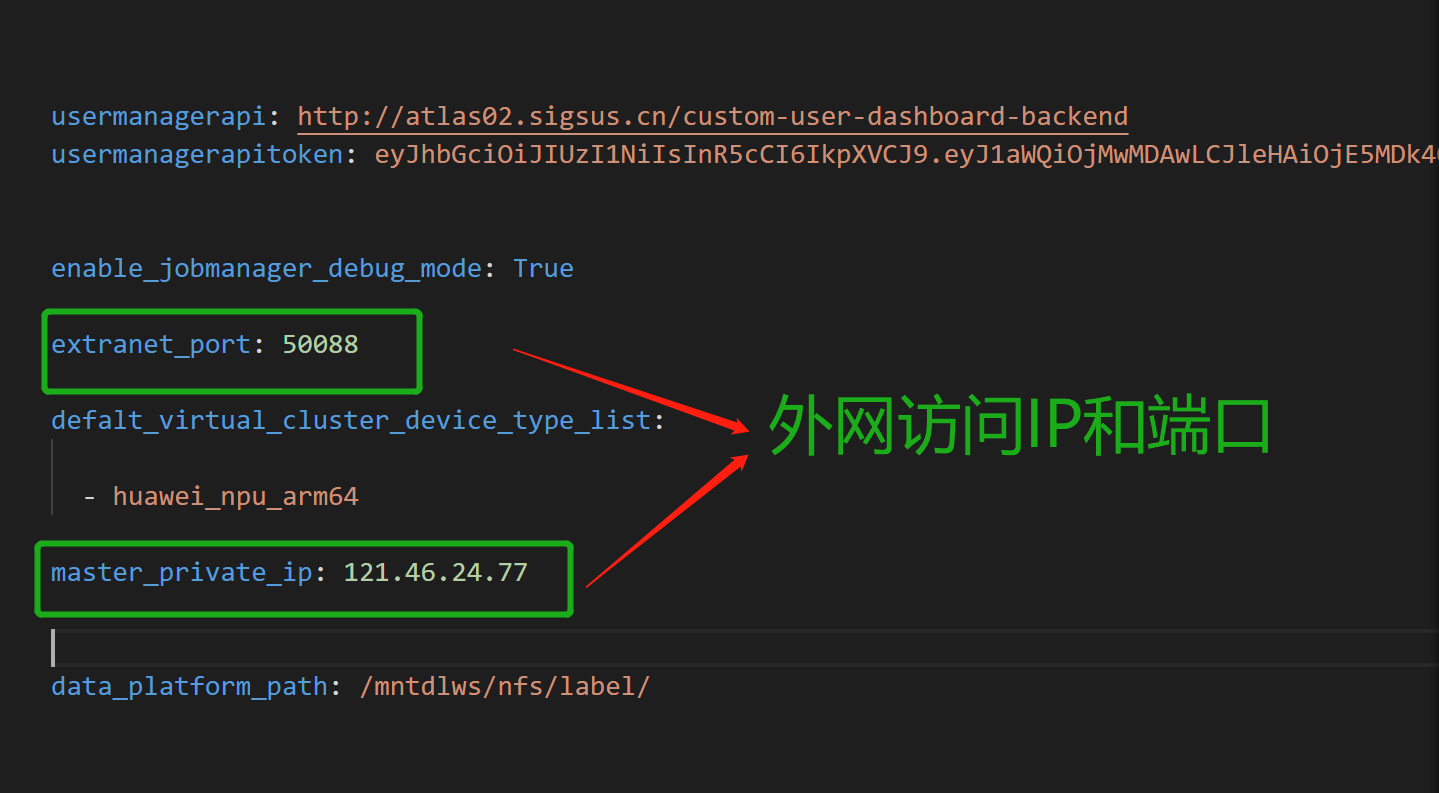 usermanagerapi: http://atlas02.sigsus.cn/custom-user-dashboard-backend
usermanagerapitoken: eyJhbGciOiJIUzI1NiIsInR5cCI6IkpXVCJ9.eyJ1aWQiOjMwMDAwLCJleHAiOjE5MDk4
enable_jobmanager_debug_mode: True
extranet_port: 50088
defalt_virtual_cluster_device_type_list:
外网访问IP和端口
- huawei_npu_arm64
master_private_ip: 121.46.24.77
data_platform_path: /mntdlws/nfs/label/